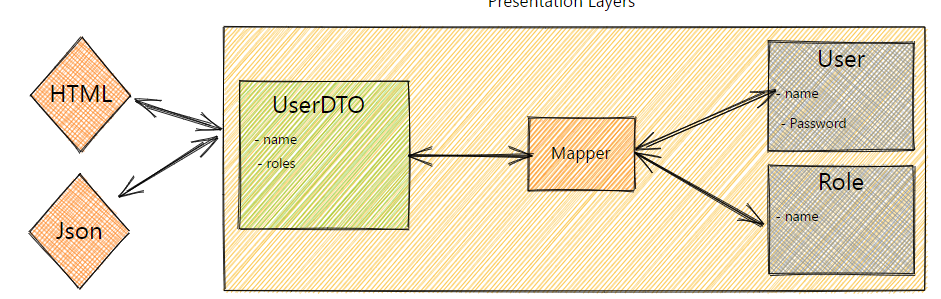 Presentation Layers
HTML
Json
UserDTO
- name
- roles
Mapper
User
- name
- Password
Role
- name